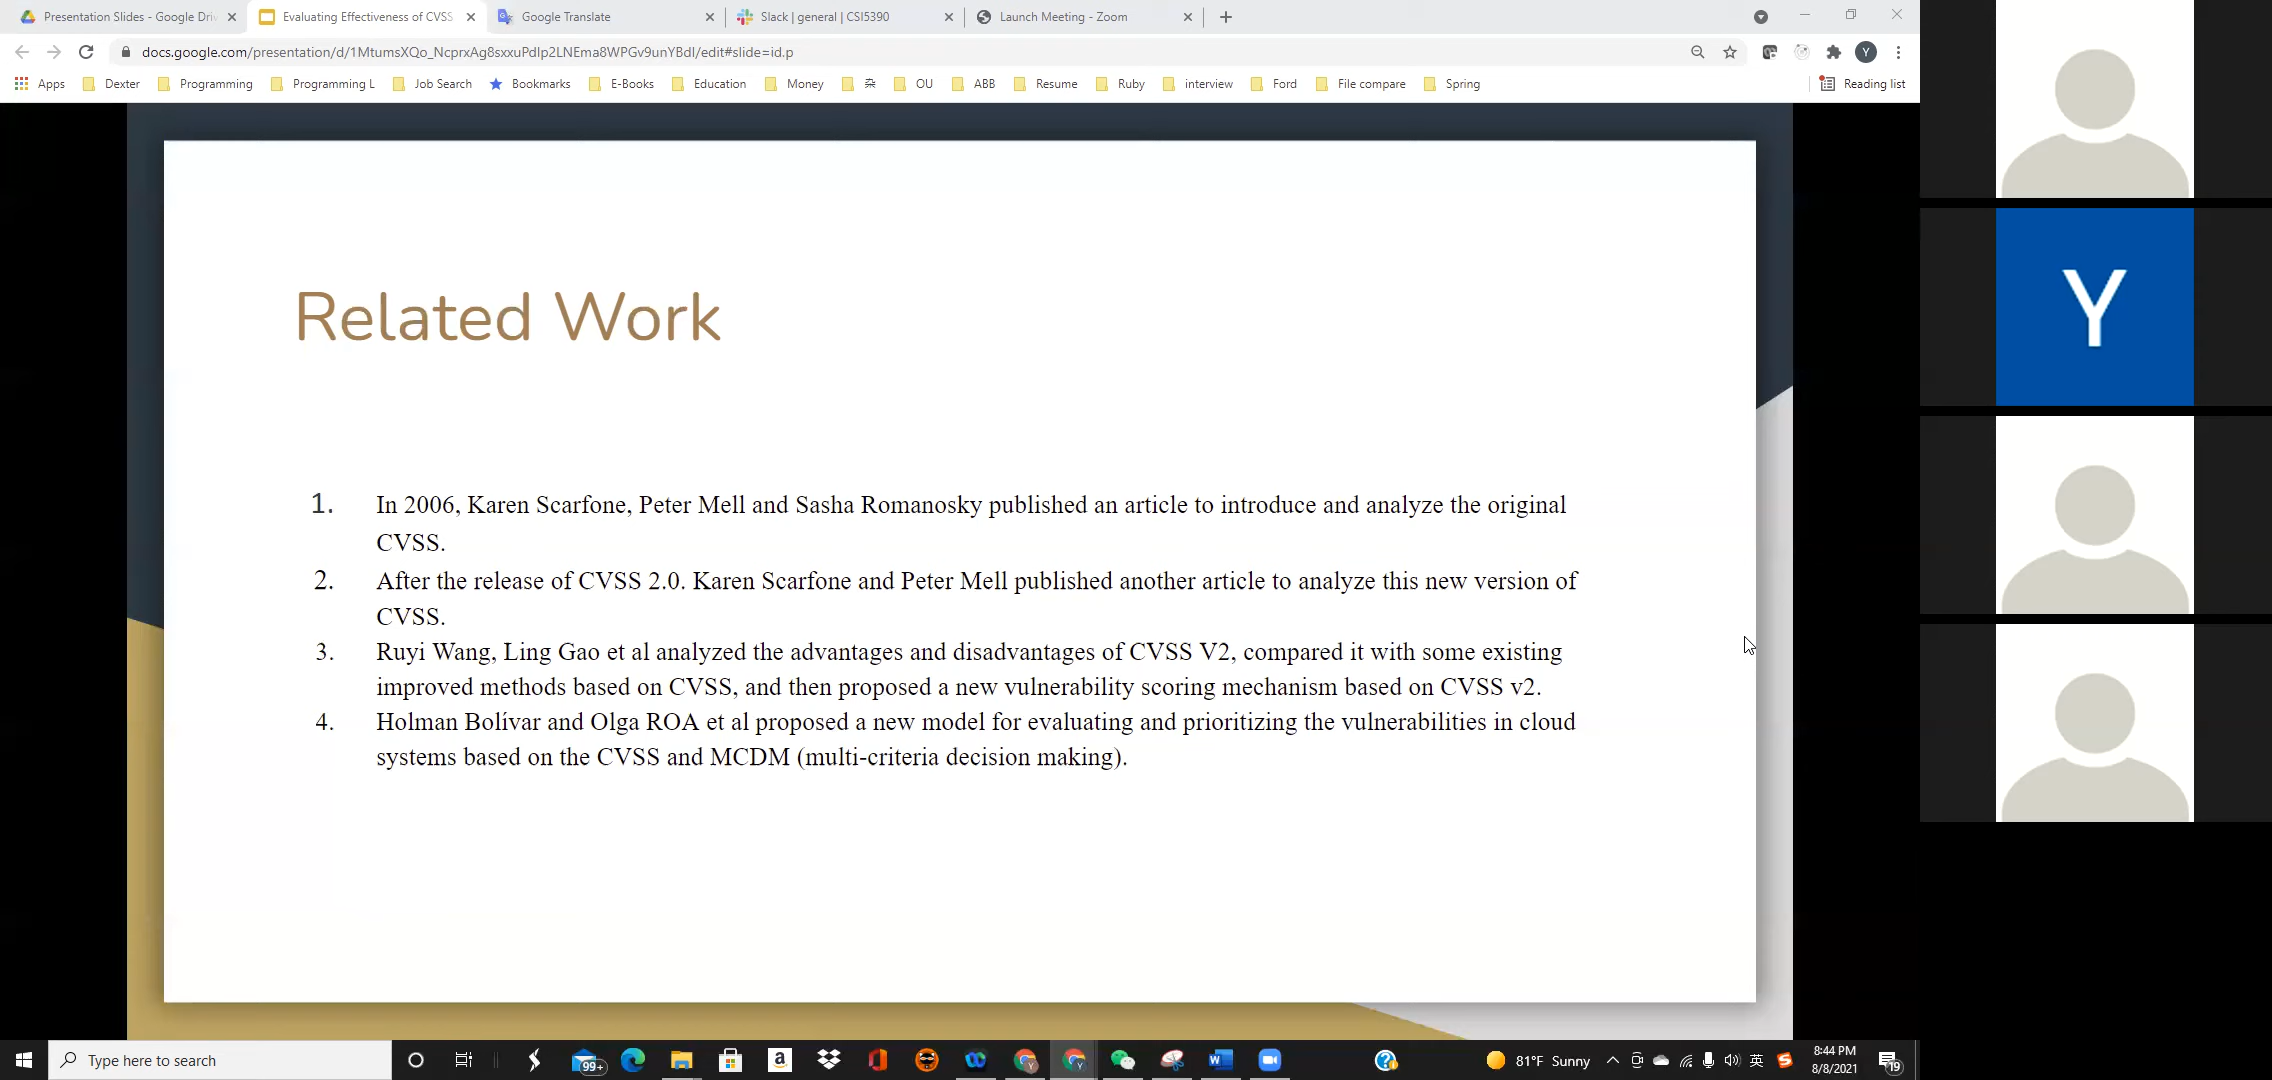 Presentation Slides - Google Driv
Evaluating Effectiveness of CVSS
Google Translate
Slack | general | CSI5390
Launch Meeting - Zoom
docs.google.com/presentation/d/1MtumsXQo_NcprxAg8sxxuPdlp2LNEma8WPGv9unYBdI/edit#slide=id.p
Y
Apps Dexter Programming Programming L Job Search Bookmarks E-Books Education Money 杂 OU ABB Resume Ruby interview Ford File compare Spring Reading list
Y
Related Work
1. In 2006, Karen Scarfone, Peter Mell and Sasha Romanosky published an article to introduce and analyze the original
CVSS.
2. After the release of CVSS 2.0. Karen Scarfone and Peter Mell published another article to analyze this new version of
CVSS.
3. Ruyi Wang, Ling Gao et al analyzed the advantages and disadvantages of CVSS V2, compared it with some existing
improved methods based on CVSS, and then proposed a new vulnerability scoring mechanism based on CVSS v2.
4. Holman Bolívar and Olga ROA et al proposed a new model for evaluating and prioritizing the vulnerabilities in cloud
systems based on the CVSS and MCDM (multi-criteria decision making).
Type here to search
99+
81°F Sunny
英
8:44 PM
8/8/2021
19